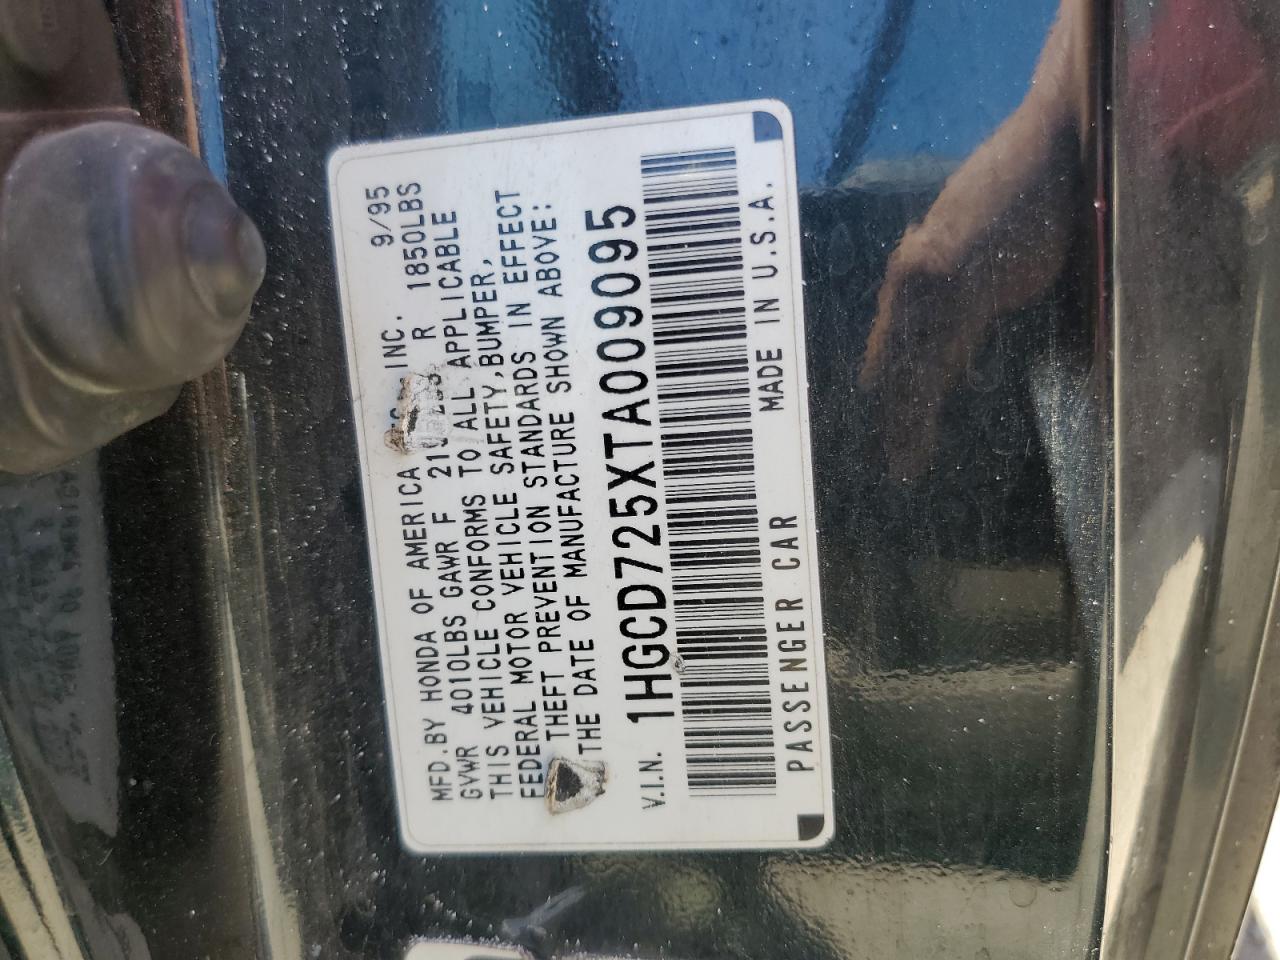 MFD. BY HONDA OF AMERICA INC. 9/95
GVWR 4010LBS GAWR F R 1850LBS
THIS VEHICLE CONFORMS TO ALL APPLICABLE
FEDERAL MOTOR VEHICLE SAFETY, BUMPER,
THEFT PREVENTION STANDARDS IN EFFECT
THE DATE OF MANUFACTURE SHOWN ABOVE:
V.I.N. 1HGCD725XTA009095
PASSENGER CAR MADE IN U.S.A.